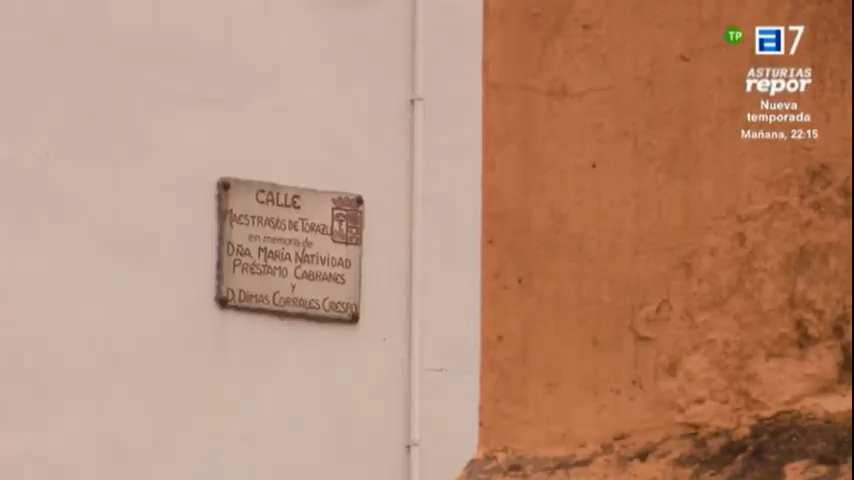 TP A 7
ASTURIAS
repor
Nueva
temporada
Mañana, 22:15
CALLE
MAESTRASOS DE TORAZU
en memoria de
DÑA. MARÍA NATIVIDAD
PRÉSTAMO CABRANES
y
D. DIMAS CORRALES CRESPO